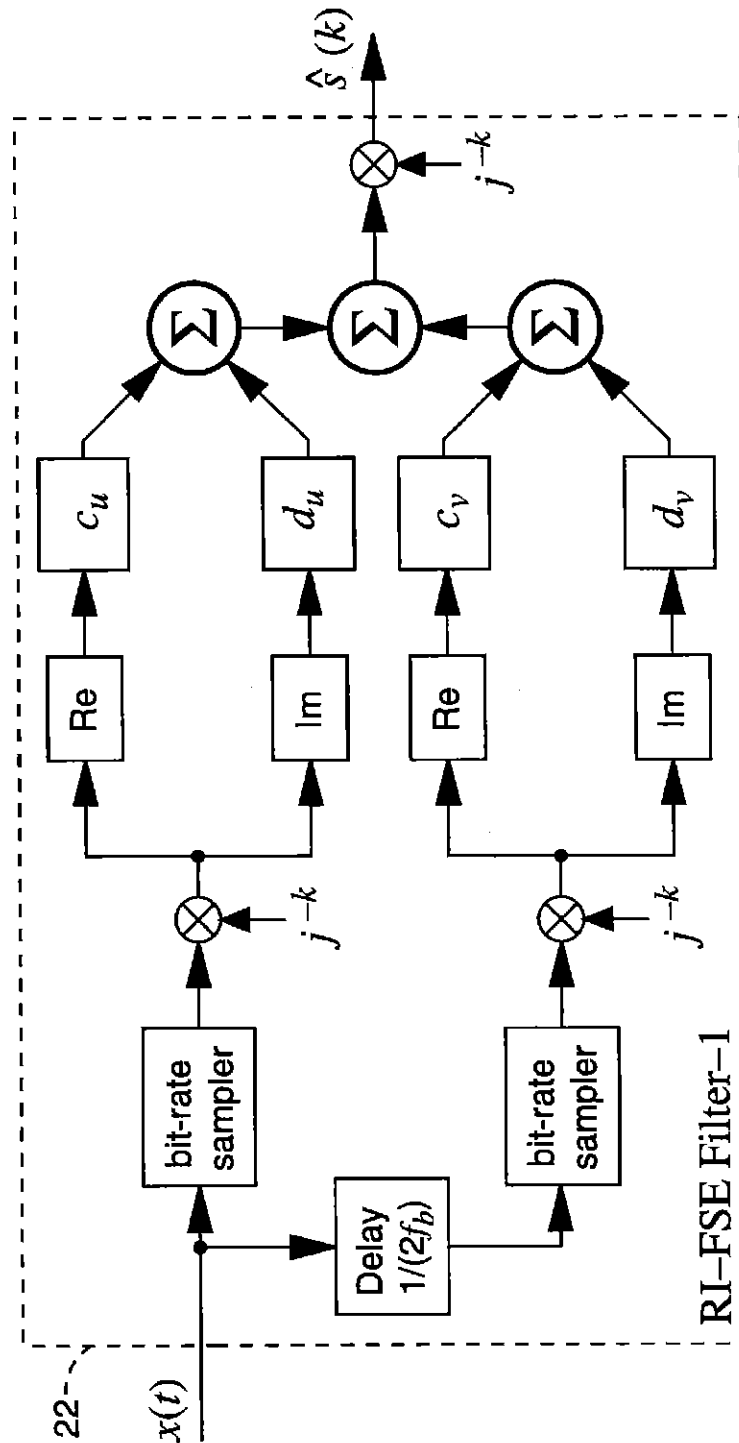 22
x(t)
bit-rate
sampler
j⁻ᵏ
Re
c_u
Σ
Im
d_u
Σ
ŝ (k)
j⁻ᵏ
Delay
1/(2f_b)
bit-rate
sampler
j⁻ᵏ
Re
c_v
Σ
Im
d_v
RI–FSE Filter–1